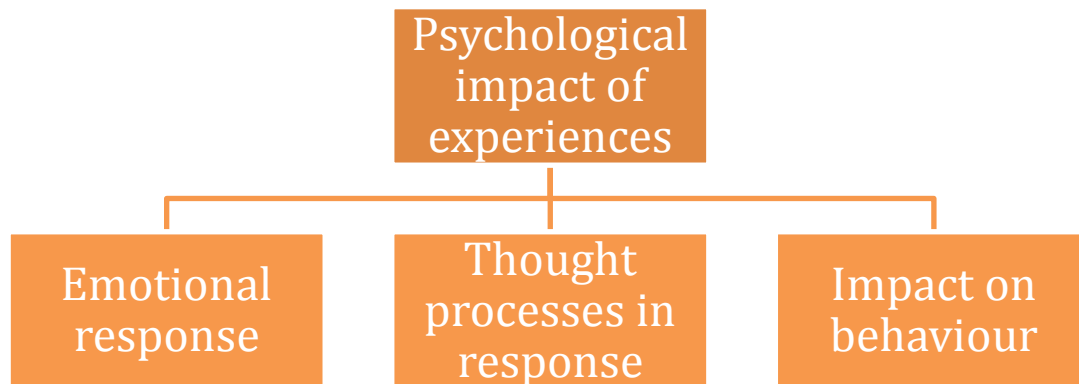 Psychological
impact of
experiences
Emotional
response
Thought
processes in
response
Impact on
behaviour